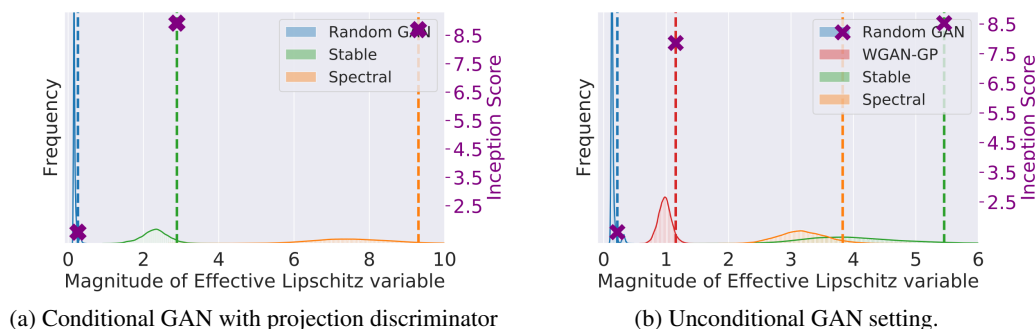 Random GAN
Stable
Spectral
Frequency
Inception Score
8.5
7.5
6.5
5.5
4.5
3.5
2.5
0 2 4 6 8 10
Magnitude of Effective Lipschitz variable
(a) Conditional GAN with projection discriminator
Random GAN
WGAN-GP
Stable
Spectral
Frequency
Inception Score
8.5
7.5
6.5
5.5
4.5
3.5
2.5
0 1 2 3 4 5 6
Magnitude of Effective Lipschitz variable
(b) Unconditional GAN setting.